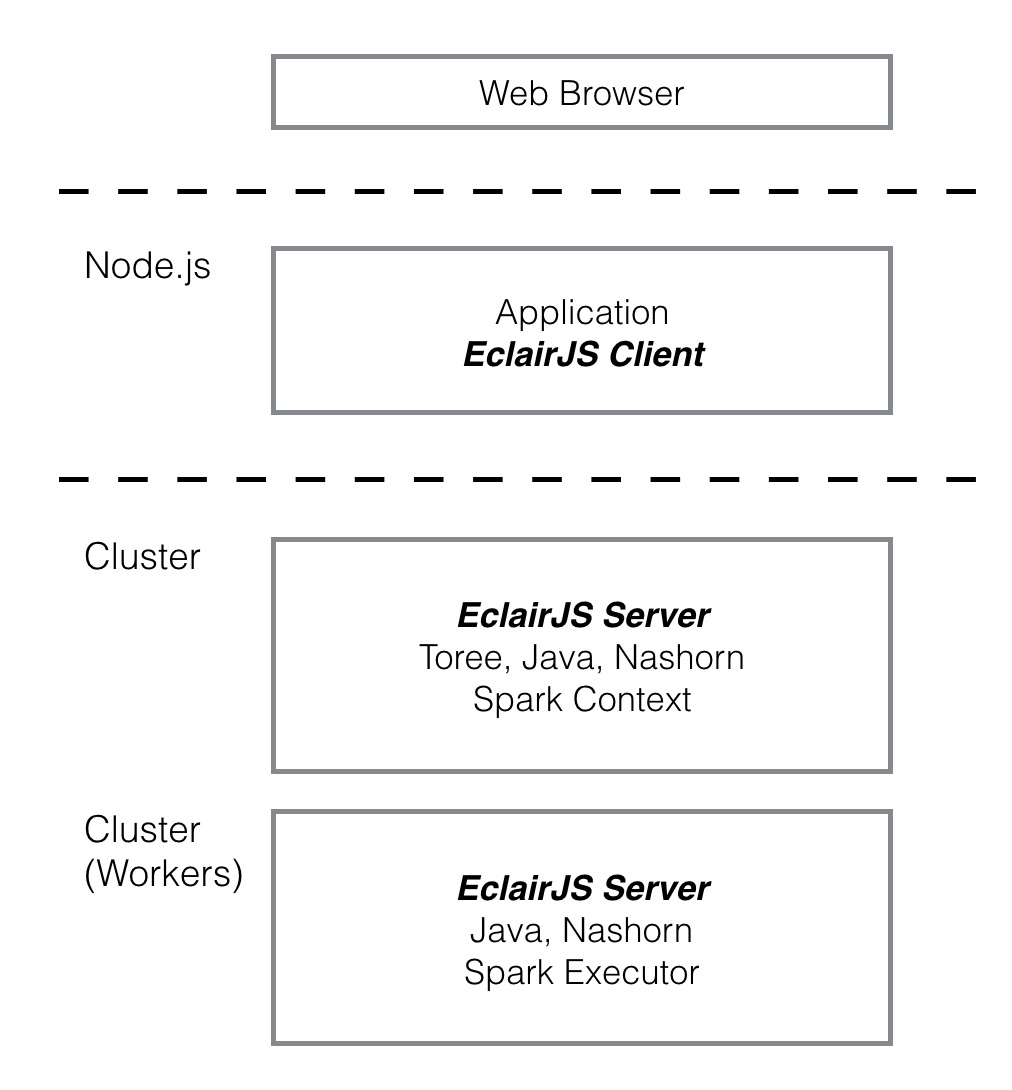 Web Browser
Node.js
Application
EclairJS Client
Cluster
EclairJS Server
Toree, Java, Nashorn
Spark Context
Cluster
(Workers)
EclairJS Server
Java, Nashorn
Spark Executor